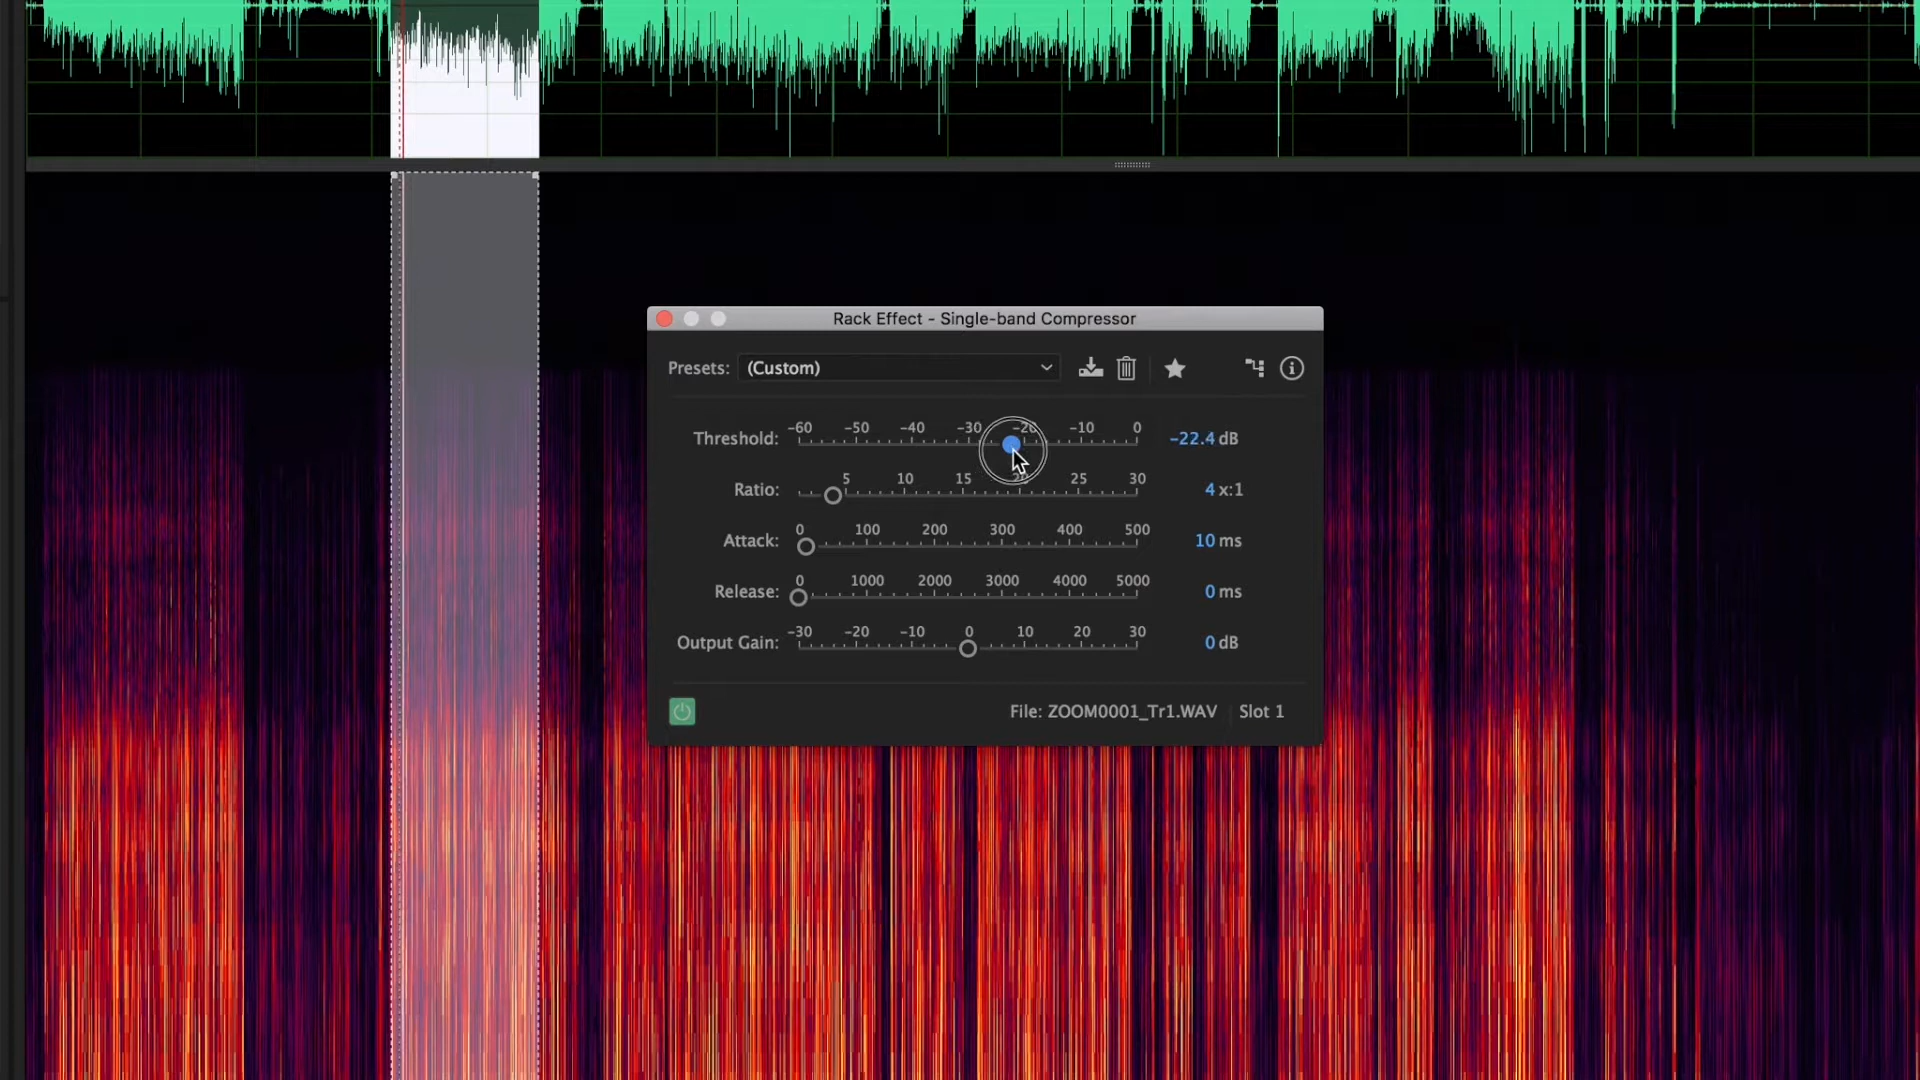 Rack Effect - Single-band Compressor
Presets: (Custom)
-60 -50 -40 -30 -20 -10 0
Threshold: -22.4 dB
5 10 15 20 25 30
Ratio: 4 x:1
0 100 200 300 400 500
Attack: 10 ms
0 1000 2000 3000 4000 5000
Release: 0 ms
-30 -20 -10 0 10 20 30
Output Gain: 0 dB
File: ZOOM0001_Tr1.WAV Slot 1